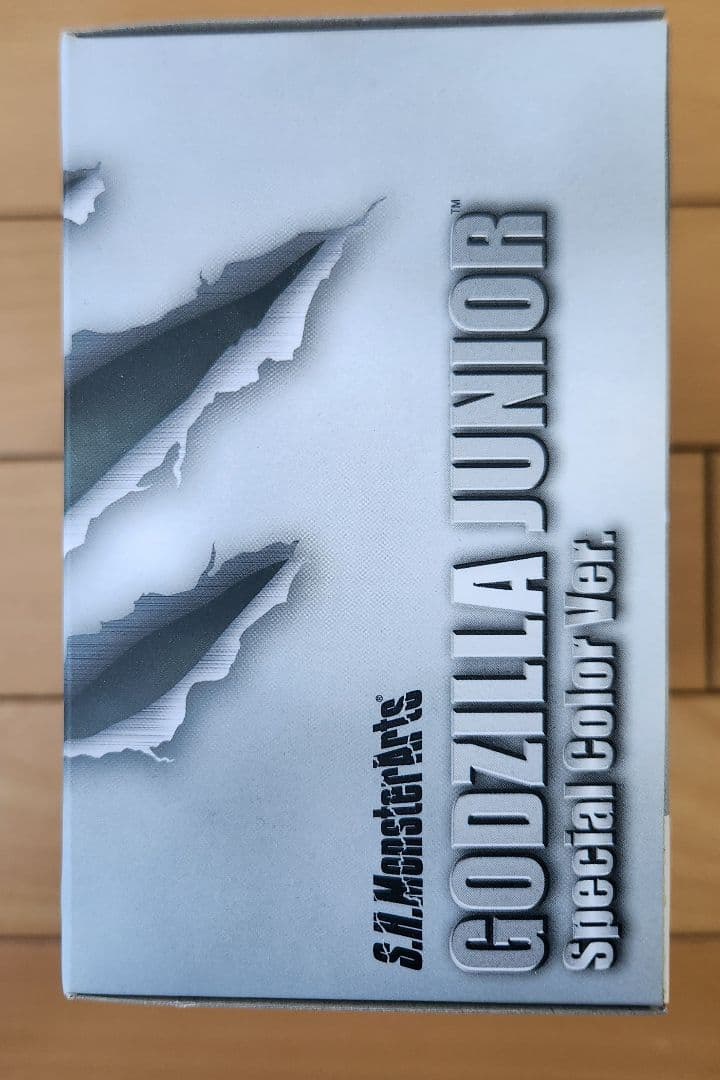 S.H.MonsterArts®
GODZILLA JUNIOR™
Special Color Ver.